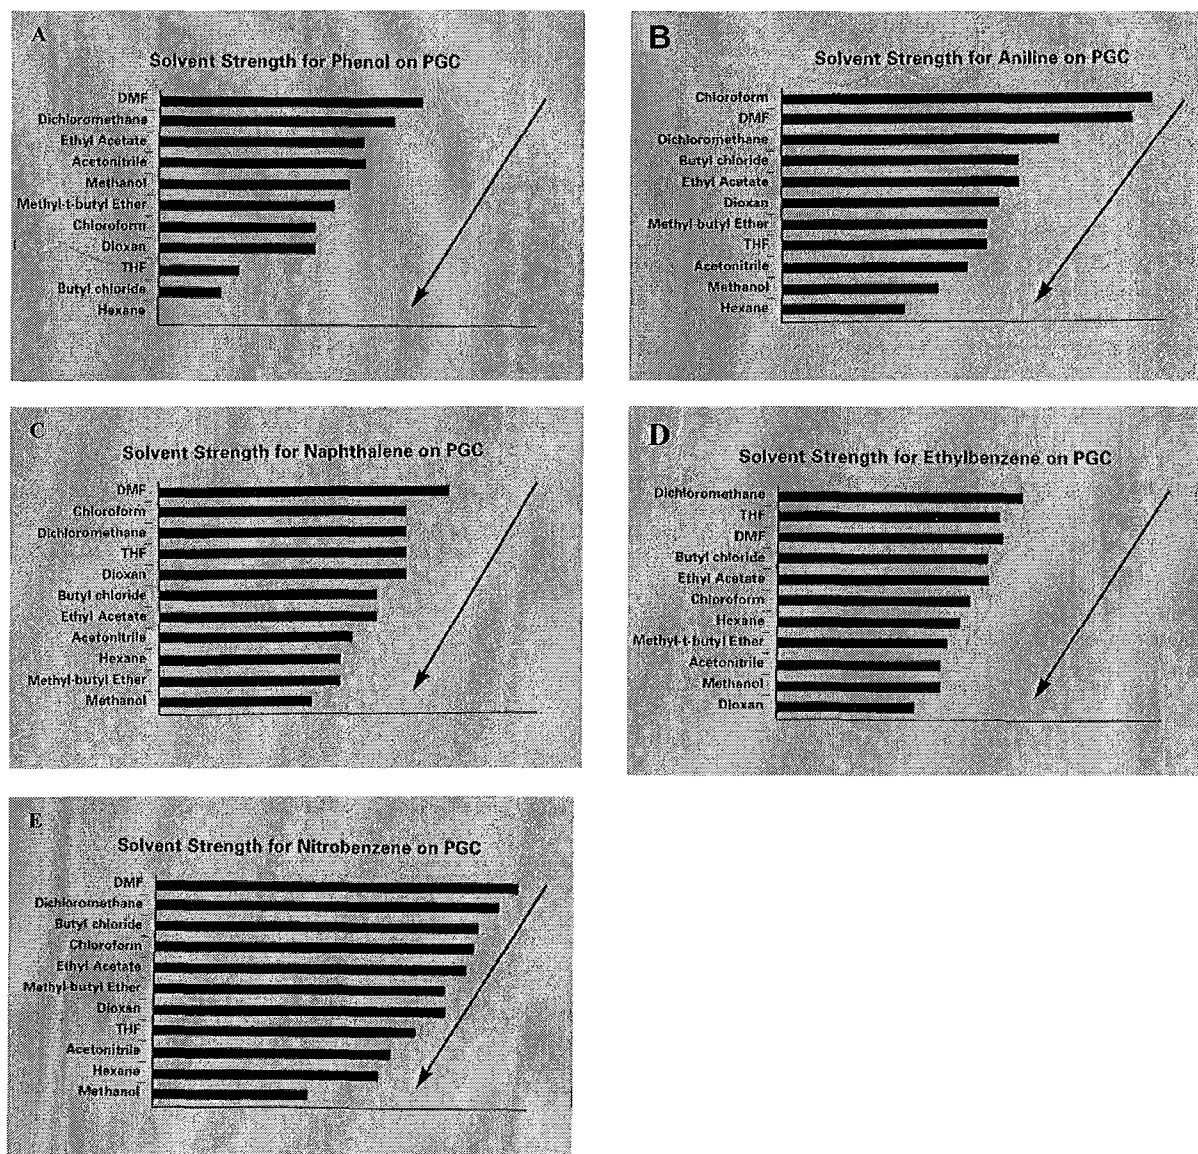 A
Solvent Strength for Phenol on PGC
DMF
Dichloromethane
Ethyl Acetate
Acetonitrile
Methanol
Methyl-t-butyl Ether
Chloroform
Dioxan
THF
Butyl chloride
Hexane
B
Solvent Strength for Aniline on PGC
Chloroform
DMF
Dichloromethane
Butyl chloride
Ethyl Acetate
Dioxan
Methyl-butyl Ether
THF
Acetonitrile
Methanol
Hexane
C
Solvent Strength for Naphthalene on PGC
DMF
Chloroform
Dichloromethane
THF
Dioxan
Butyl chloride
Ethyl Acetate
Acetonitrile
Hexane
Methyl-butyl Ether
Methanol
D
Solvent Strength for Ethylbenzene on PGC
Dichloromethane
THF
DMF
Butyl chloride
Ethyl Acetate
Chloroform
Hexane
Methyl-t-butyl Ether
Acetonitrile
Methanol
Dioxan
E
Solvent Strength for Nitrobenzene on PGC
DMF
Dichloromethane
Butyl chloride
Chloroform
Ethyl Acetate
Methyl-butyl Ether
Dioxan
THF
Acetonitrile
Hexane
Methanol